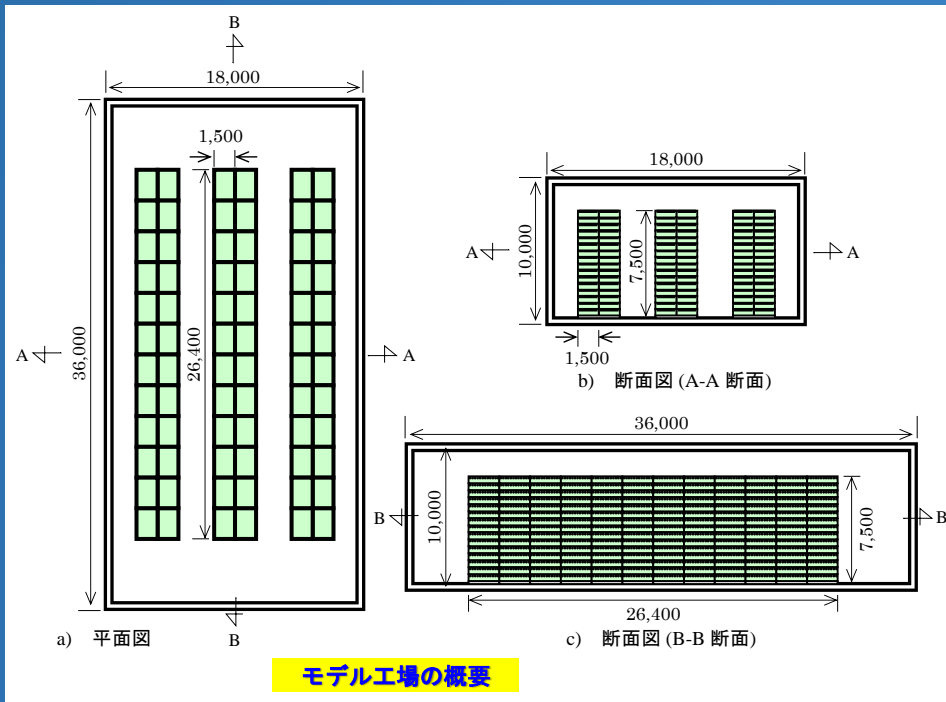 B
18,000
1,500
A
A
36,000
26,400
B
a) 平面図
18,000
10,000
7,500
A
A
1,500
b) 断面図 (A-A 断面)
36,000
10,000
7,500
B
B
26,400
c) 断面図 (B-B 断面)
モデル工場の概要